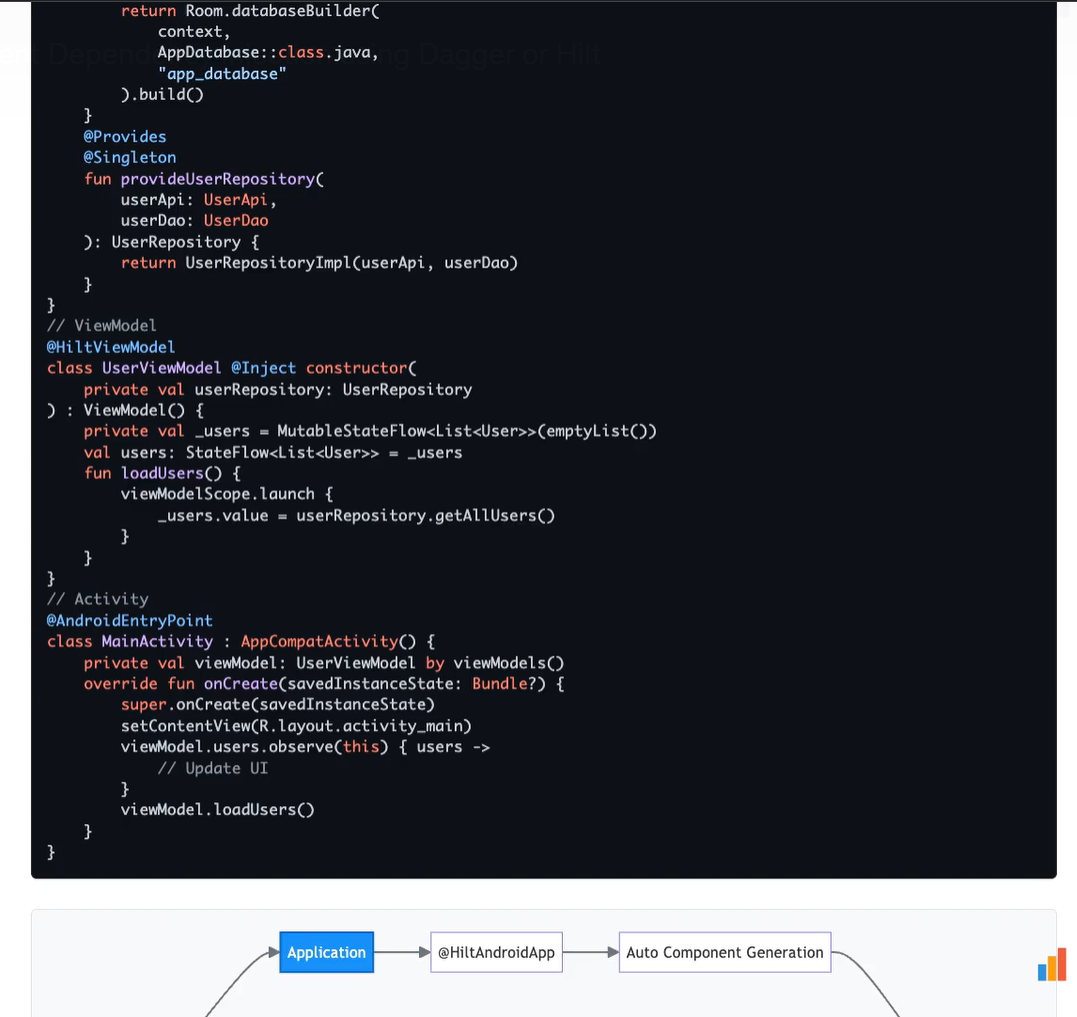 return Room.databaseBuilder(
            context,
            AppDatabase::class.java,
            "app_database"
        ).build()
    }
    @Provides
    @Singleton
    fun provideUserRepository(
        userApi: UserApi,
        userDao: UserDao
    ): UserRepository {
        return UserRepositoryImpl(userApi, userDao)
    }
}
// ViewModel
@HiltViewModel
class UserViewModel @Inject constructor(
    private val userRepository: UserRepository
) : ViewModel() {
    private val _users = MutableStateFlow<List<User>>(emptyList())
    val users: StateFlow<List<User>> = _users
    fun loadUsers() {
        viewModelScope.launch {
            _users.value = userRepository.getAllUsers()
        }
    }
}
// Activity
@AndroidEntryPoint
class MainActivity : AppCompatActivity() {
    private val viewModel: UserViewModel by viewModels()
    override fun onCreate(savedInstanceState: Bundle?) {
        super.onCreate(savedInstanceState)
        setContentView(R.layout.activity_main)
        viewModel.users.observe(this) { users ->
            // Update UI
        }
        viewModel.loadUsers()
    }
}
Application
@HiltAndroidApp
Auto Component Generation